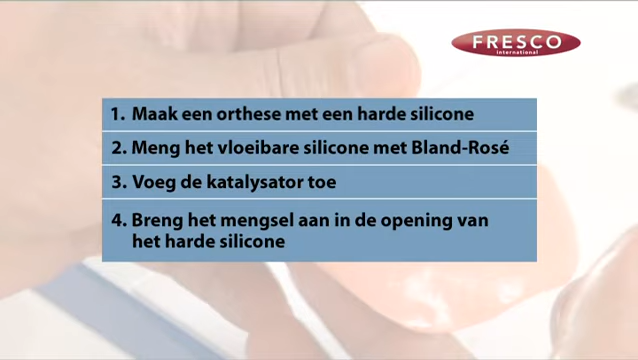 FRESCO
international
1. Maak een orthese met een harde silicone
2. Meng het vloeibare silicone met Bland-Rosé
3. Voeg de katalysator toe
4. Breng het mengsel aan in de opening van
het harde silicone